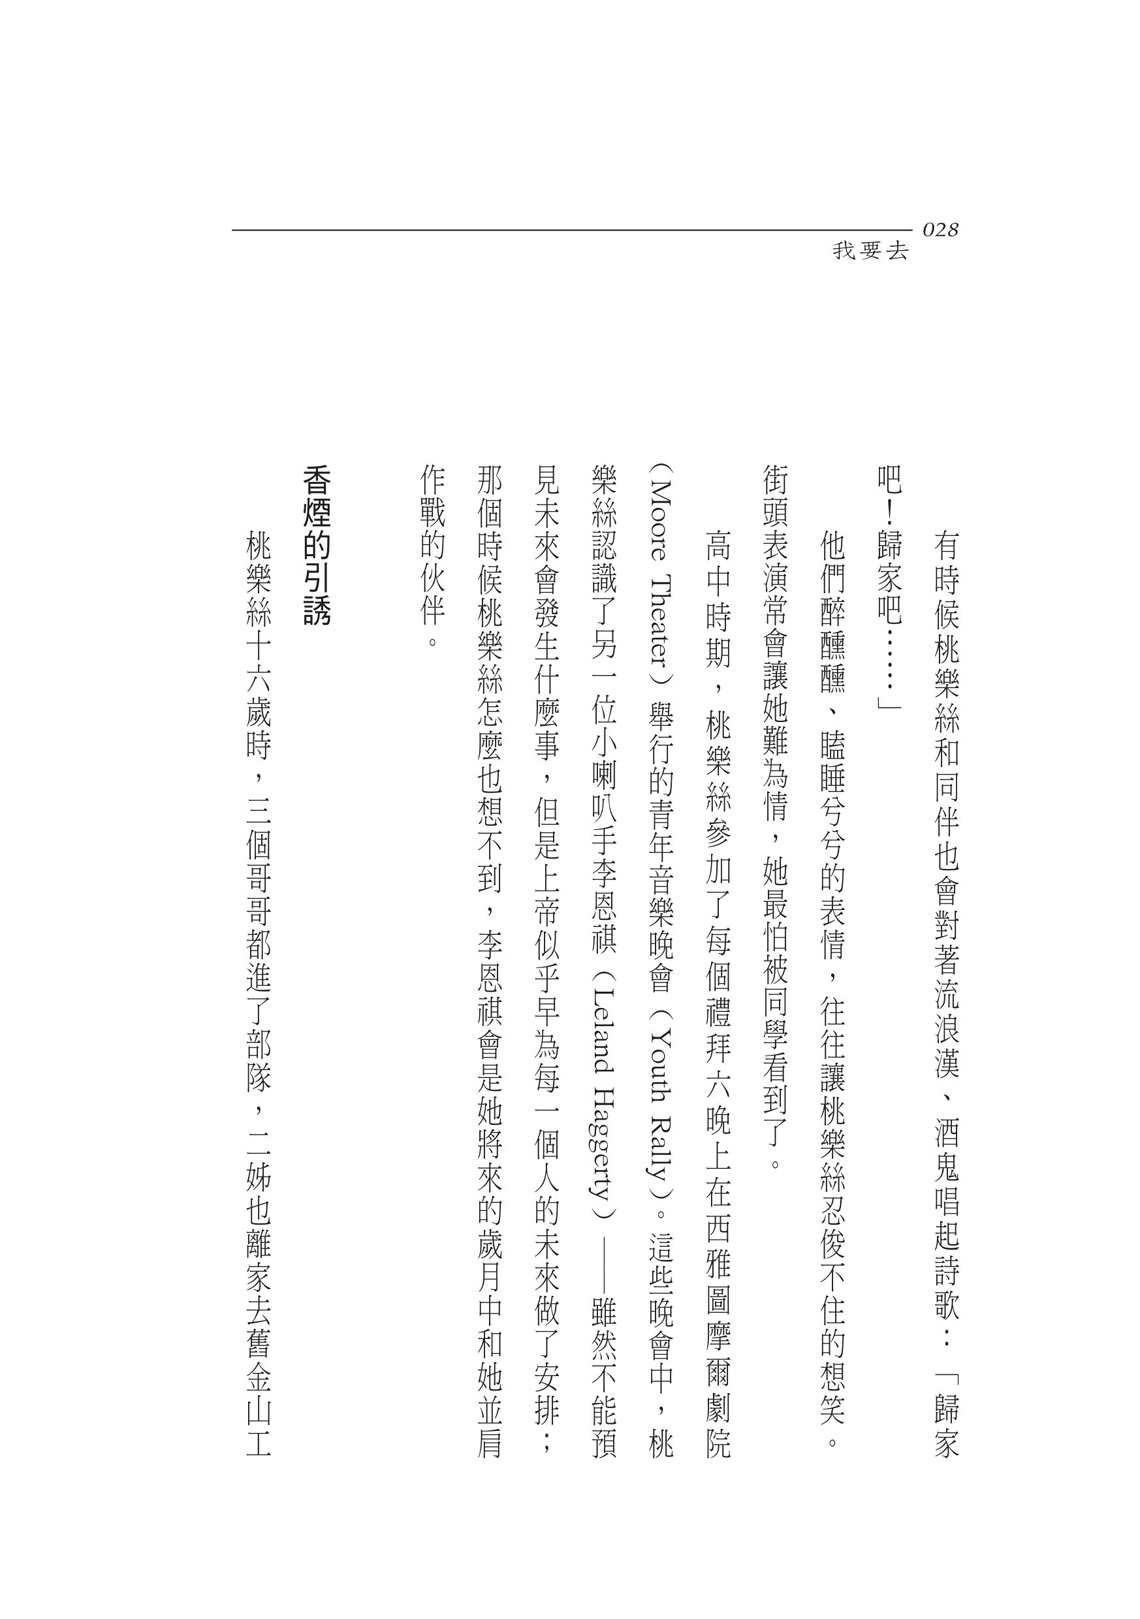 028
我要去
有時候桃樂絲和同伴也會對著流浪漢、酒鬼唱起詩歌：「歸家
吧！歸家吧……」
他們醉醺醺、瞌睡兮兮的表情，往往讓桃樂絲忍俊不住的想笑。
街頭表演常會讓她難為情，她最怕被同學看到了。
高中時期，桃樂絲參加了每個禮拜六晚上在西雅圖摩爾劇院
（Moore Theater）舉行的青年音樂晚會（Youth Rally）。這些晚會中，桃
樂絲認識了另一位小喇叭手李恩祺（Leland Haggerty）——雖然不能預
見未來會發生什麼事，但是上帝似乎早為每一個人的未來做了安排；
那個時候桃樂絲怎麼也想不到，李恩祺會是她將來的歲月中和她並肩
作戰的伙伴。
香煙的引誘
桃樂絲十六歲時，三個哥哥都進了部隊，二姊也離家去舊金山工